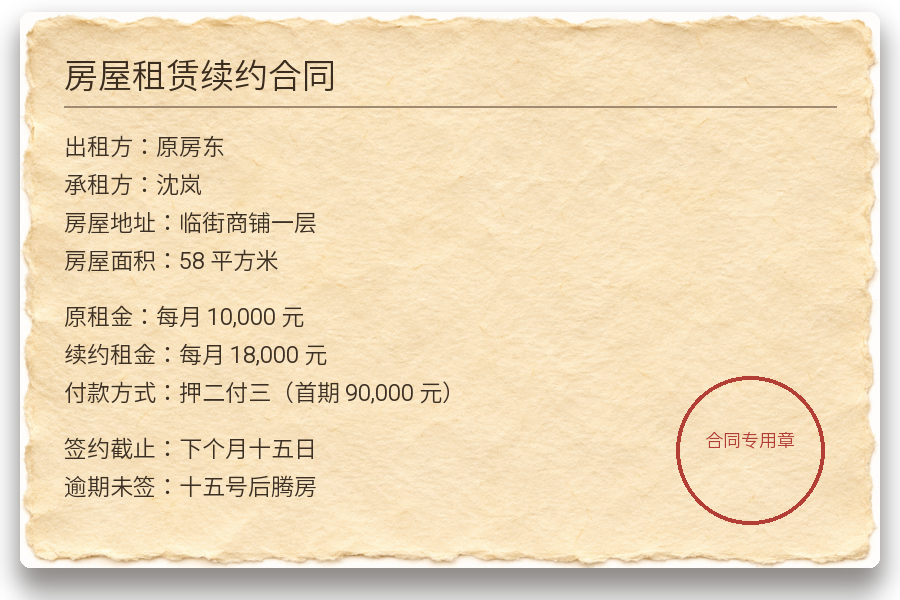 房屋租赁续约合同
出租方：原房东
承租方：沈岚
房屋地址：临街商铺一层
房屋面积：58 平方米
原租金：每月 10,000 元
续约租金：每月 18,000 元
付款方式：押二付三（首期 90,000 元）
签约截止：下个月十五日
逾期未签：十五号后腾房
合同专用章